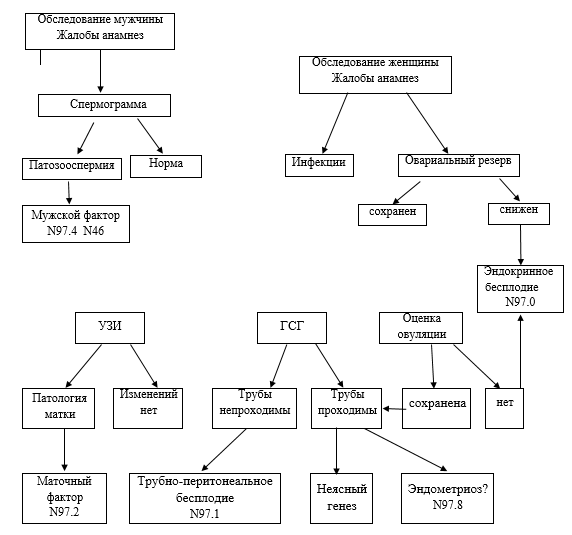 Обследование мужчины
Жалобы анамнез
Обследование женщины
Жалобы анамнез
Спермограмма
Патозооспермия
Норма
Инфекции
Овариальный резерв
Мужской фактор
N97.4 N46
сохранен
снижен
Эндокринное
бесплодие
N97.0
УЗИ
ГСГ
Оценка
овуляции
Патология
матки
Изменений
нет
Трубы
непроходимы
Трубы
проходимы
сохранена
нет
Маточный
фактор
N97.2
Трубно-перитонеальное
бесплодие
N97.1
Неясный
генез
Эндометриоз?
N97.8